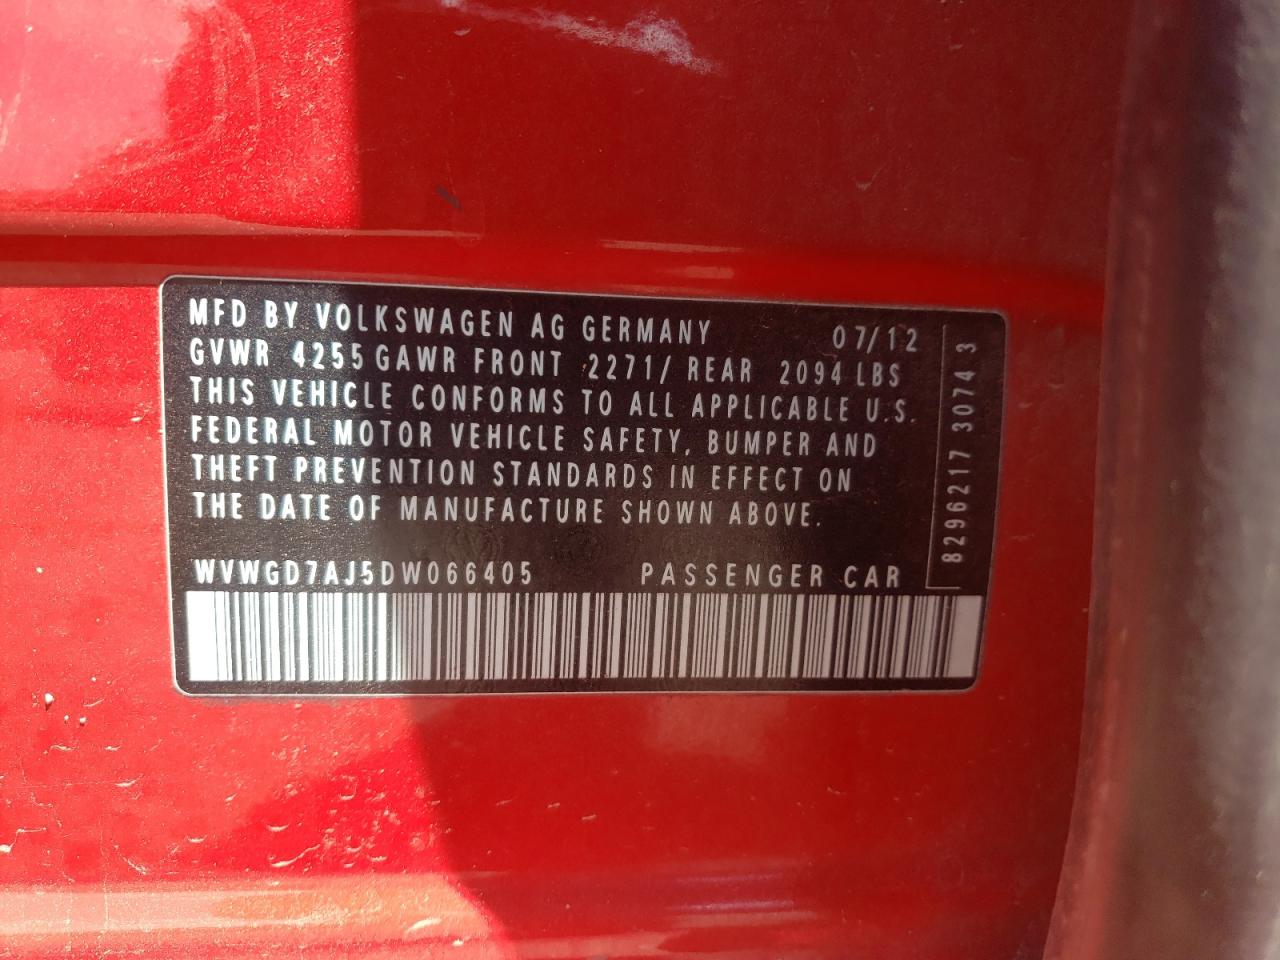 MFD BY VOLKSWAGEN AG GERMANY 07/12
GVWR 4255 GAWR FRONT 2271/ REAR 2094 LBS
THIS VEHICLE CONFORMS TO ALL APPLICABLE U.S.
FEDERAL MOTOR VEHICLE SAFETY, BUMPER AND
THEFT PREVENTION STANDARDS IN EFFECT ON
THE DATE OF MANUFACTURE SHOWN ABOVE.
WVWGD7AJ5DW066405 PASSENGER CAR
8296217 3074 3